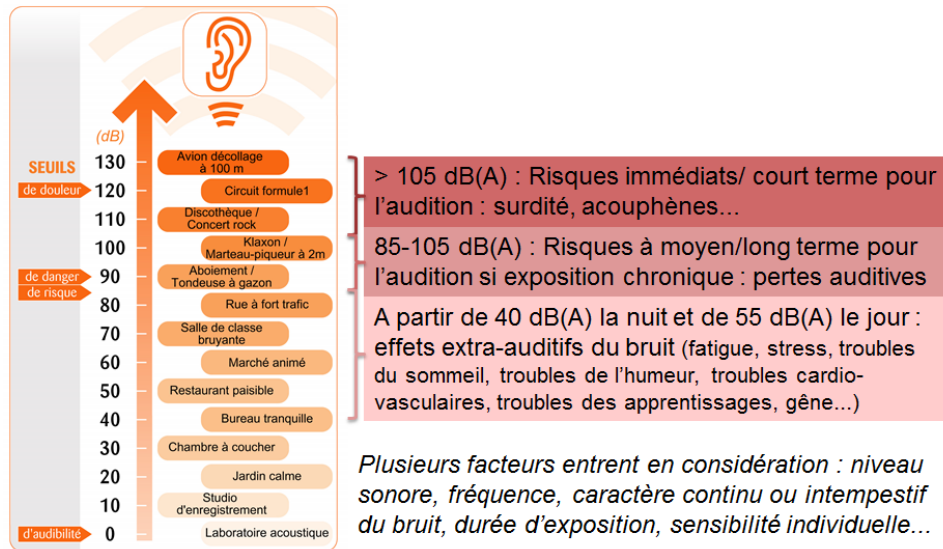 (dB)
SEUILS
130
Avion décollage
à 100 m
de douleur
120
Circuit formule1
110
Discothèque /
Concert rock
100
Klaxon /
Marteau-piqueur à 2m
de danger
90
Aboiement /
Tondeuse à gazon
de risque
80
Rue à fort trafic
70
Salle de classe
bruyante
60
Marché animé
50
Restaurant paisible
40
Bureau tranquille
30
Chambre à coucher
20
Jardin calme
10
Studio
d'enregistrement
d'audibilité
0
Laboratoire acoustique
> 105 dB(A) : Risques immédiats/ court terme pour
l’audition : surdité, acouphènes...
85-105 dB(A) : Risques à moyen/long terme pour
l’audition si exposition chronique : pertes auditives
A partir de 40 dB(A) la nuit et de 55 dB(A) le jour :
effets extra-auditifs du bruit (fatigue, stress, troubles
du sommeil, troubles de l’humeur, troubles cardio-
vasculaires, troubles des apprentissages, gêne...)
Plusieurs facteurs entrent en considération : niveau
sonore, fréquence, caractère continu ou intempestif
du bruit, durée d’exposition, sensibilité individuelle...